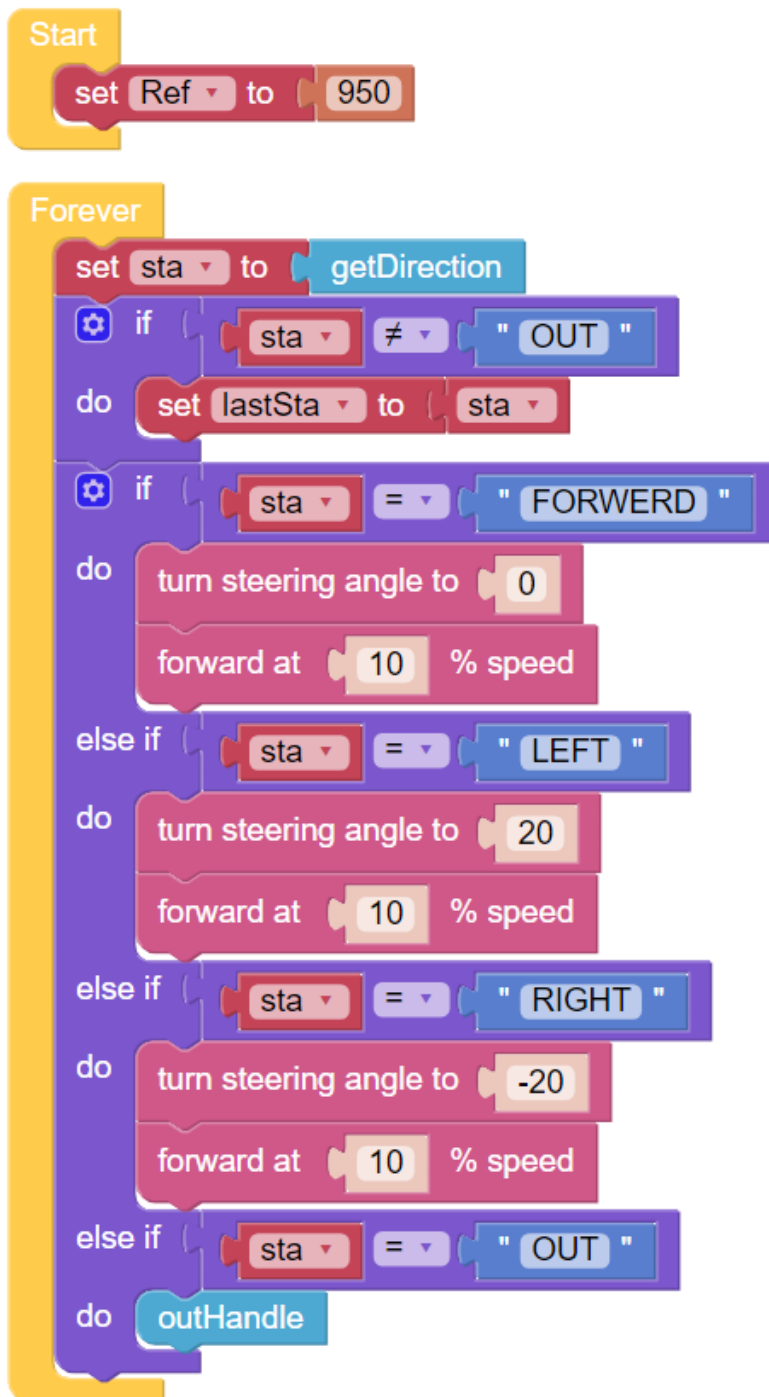 Start
set Ref to 950
Forever
set sta to getDirection
if sta ≠ " OUT "
do set lastSta to sta
if sta = " FORWERD "
do turn steering angle to 0
forward at 10 % speed
else if sta = " LEFT "
do turn steering angle to 20
forward at 10 % speed
else if sta = " RIGHT "
do turn steering angle to -20
forward at 10 % speed
else if sta = " OUT "
do outHandle